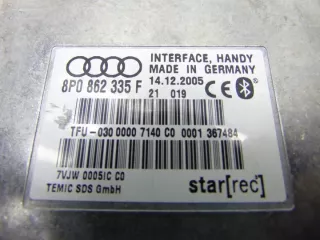 INTERFACE, HANDY
MADE IN GERMANY
8P0 862 335 F
14.12.2005
21 019
TFU-030 0000 7140 C0 0001 367484
7VJW 00051C C0
TEMIC SDS GmbH
star[rec]